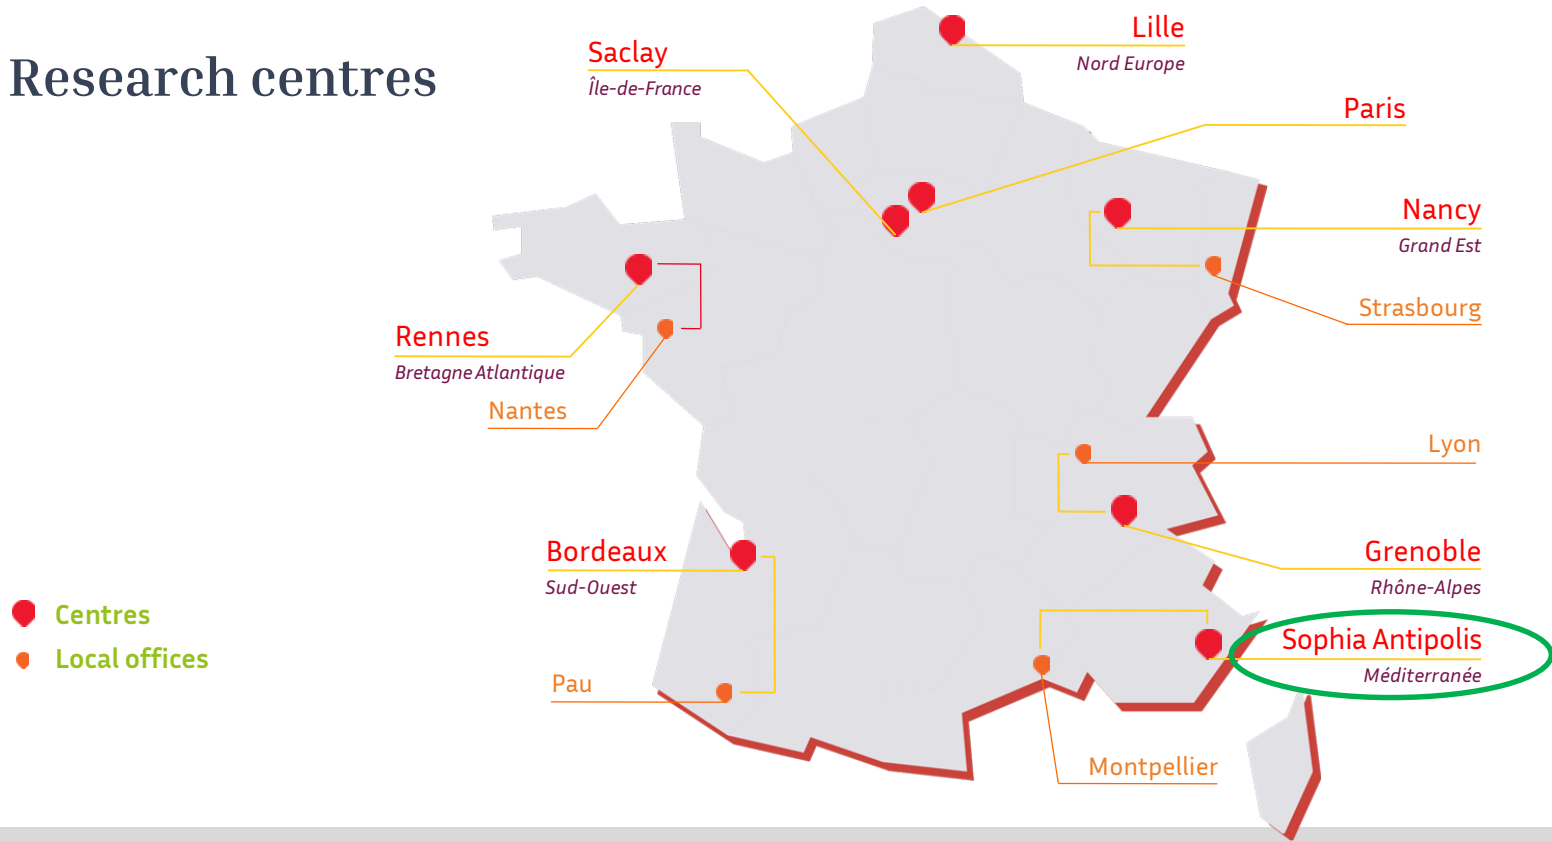 Research centres
Saclay
Île-de-France
Lille
Nord Europe
Paris
Nancy
Grand Est
Strasbourg
Rennes
Bretagne Atlantique
Nantes
Lyon
Bordeaux
Sud-Ouest
Grenoble
Rhône-Alpes
Centres
Local offices
Sophia Antipolis
Méditerranée
Pau
Montpellier